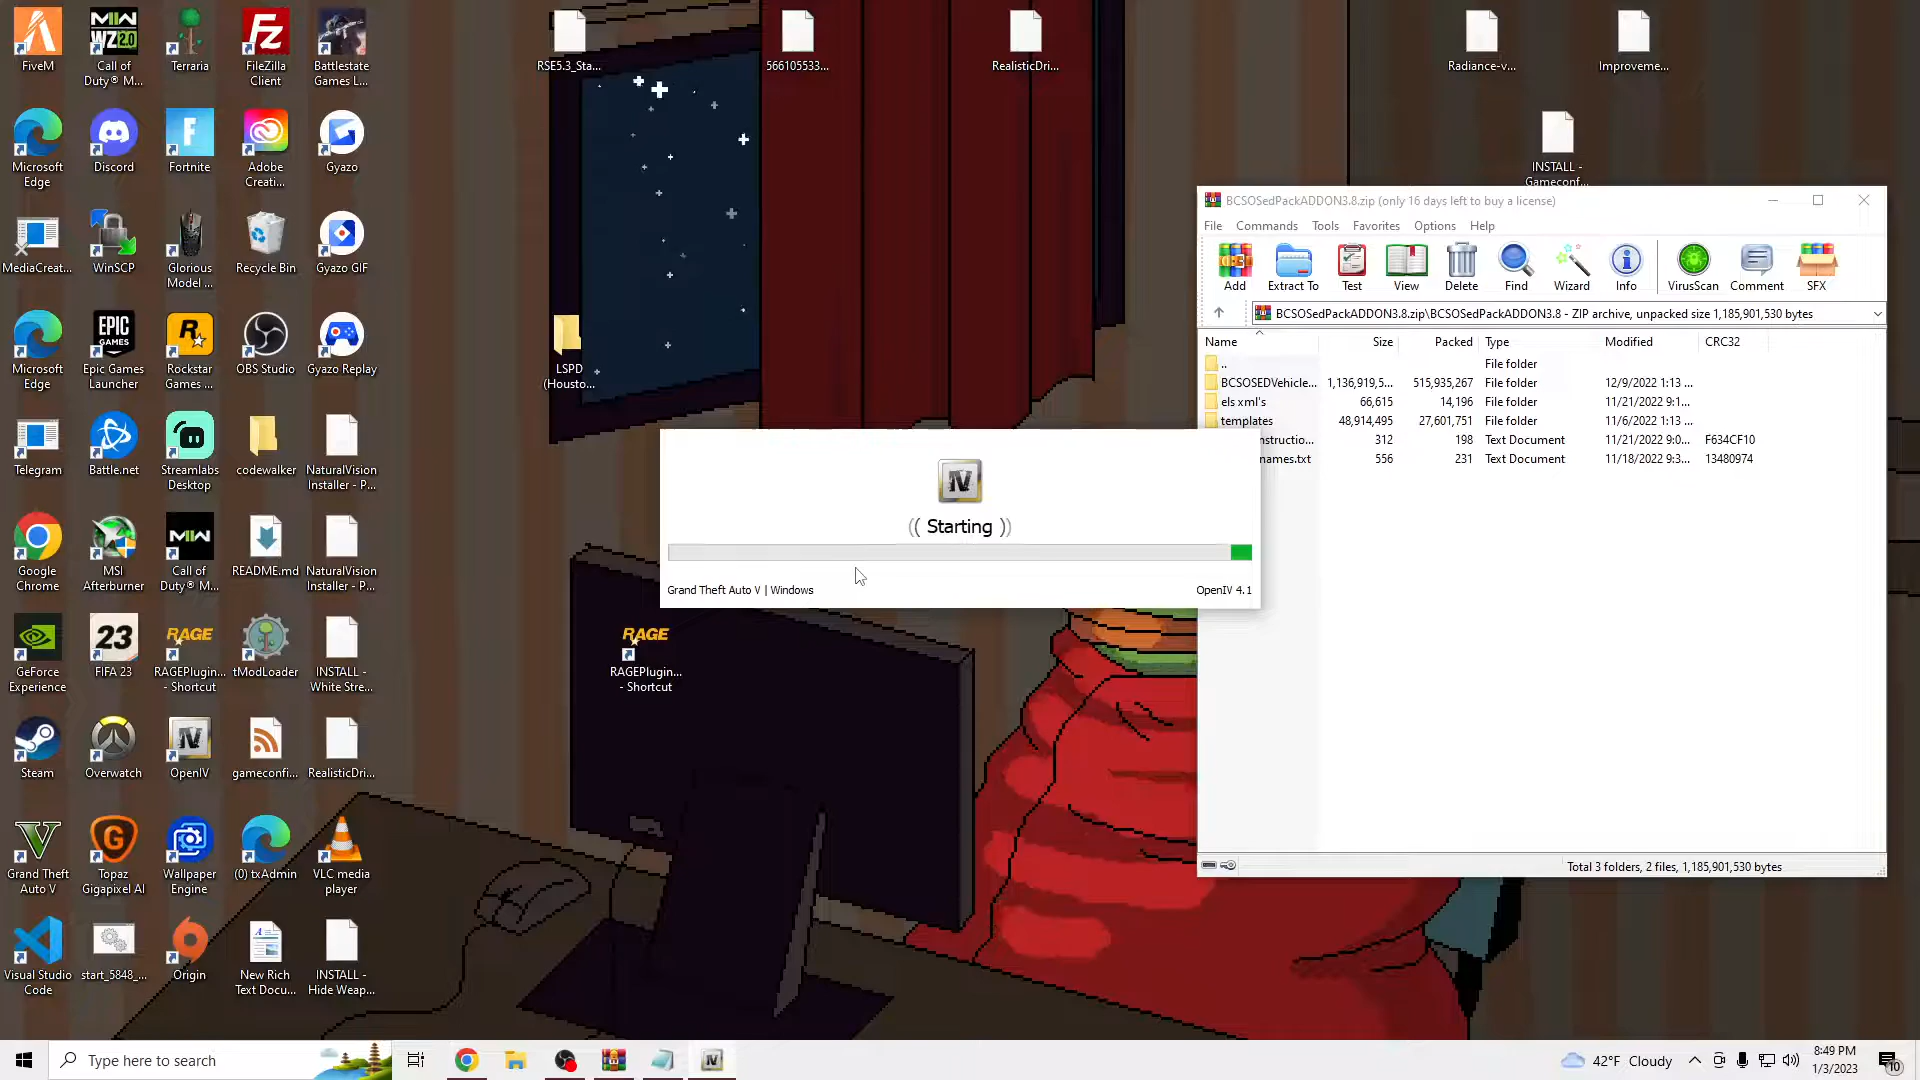 FiveM
Call of
Duty® M...
Terraria
FileZilla
Client
Battlestate
Games L...
Microsoft
Edge
Discord
Fortnite
Adobe
Creati...
Gyazo
MediaCreat...
WinSCP
Glorious
Model ...
Recycle Bin
Gyazo GIF
Microsoft
Edge
Epic Games
Launcher
Rockstar
Games ...
OBS Studio
Gyazo Replay
Telegram
Battle.net
Streamlabs
Desktop
codewalker
NaturalVision
Installer - P...
Google
Chrome
MSI
Afterburner
Call of
Duty® M...
README.md
NaturalVision
Installer - P...
GeForce
Experience
FIFA 23
RAGEPlugin...
- Shortcut
tModLoader
INSTALL -
White Stre...
Steam
Overwatch
OpenIV
gameconfi...
RealisticDri...
Grand Theft
Auto V
Topaz
Gigapixel AI
Wallpaper
Engine
(0) txAdmin
VLC media
player
Visual Studio
Code
start_5848_...
Origin
New Rich
Text Docu...
INSTALL -
Hide Weap...
RSE5.3_Sta...
566105533...
RealisticDri...
Radiance-v...
Improveme...
INSTALL -
Gameconf...
LSPD
(Housto...
RAGE
RAGEPlugin...
- Shortcut
(( Starting ))
Grand Theft Auto V | Windows
OpenIV 4.1
BCSOSedPackADDON3.8.zip (only 16 days left to buy a license)
File Commands Tools Favorites Options Help
Add Extract To Test View Delete Find Wizard Info VirusScan Comment SFX
BCSOSedPackADDON3.8.zip\BCSOSedPackADDON3.8 - ZIP archive, unpacked size 1,185,901,530 bytes
Name Size Packed Type Modified CRC32
.. File folder
BCSOSEDVehicle... 1,136,919,5... 515,935,267 File folder 12/9/2022 1:13 ...
els xml's 66,615 14,196 File folder 11/21/2022 9:1...
templates 48,914,495 27,601,751 File folder 11/6/2022 1:13 ...
nstructio... 312 198 Text Document 11/21/2022 9:0... F634CF10
names.txt 556 231 Text Document 11/18/2022 9:3... 13480974
Total 3 folders, 2 files, 1,185,901,530 bytes
Type here to search
42°F Cloudy
8:49 PM
1/3/2023
10